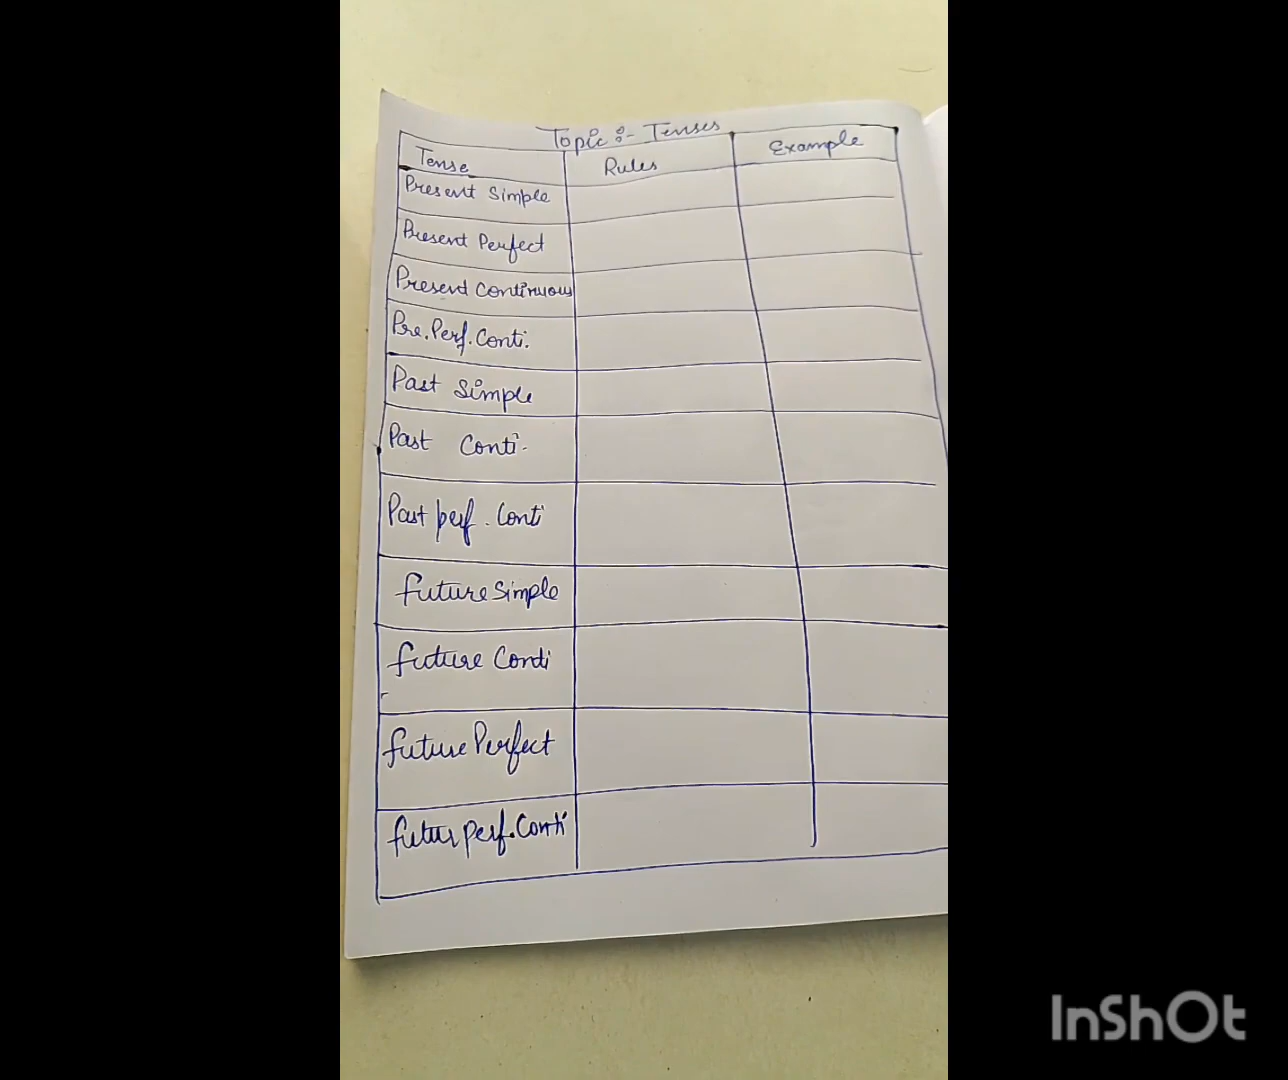 Topic :- Tenses
Tense Rules Example
Present Simple
Present Perfect
Present Continuous
Pre. Perf. Conti.
Past Simple
Past Conti.
Past perf. Conti
future Simple
future Conti
future Perfect
futur perf. Conti
InShOt